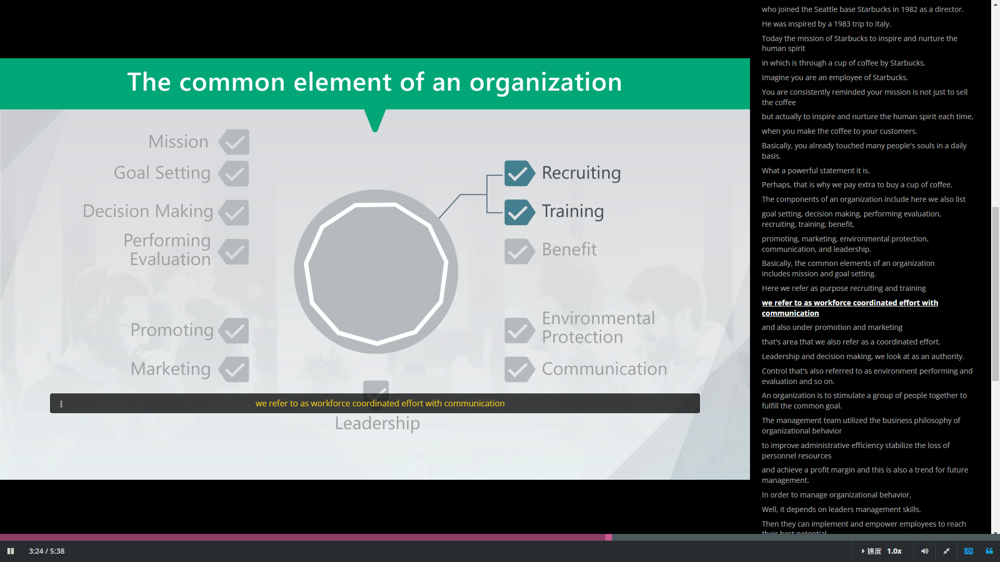 The common element of an organization
Mission
Goal Setting
Decision Making
Performing
Evaluation
Promoting
Marketing
Recruiting
Training
Benefit
Environmental
Protection
Communication
we refer to as workforce coordinated effort with communication
Leadership
who joined the Seattle base Starbucks in 1982 as a director.
He was inspired by a 1983 trip to Italy.
Today the mission of Starbucks to inspire and nurture the
human spirit
in which is through a cup of coffee by Starbucks.
Imagine you are an employee of Starbucks.
You are consistently reminded your mission is not just to sell
the coffee
but actually to inspire and nurture the human spirit each time,
when you make the coffee to your customers.
Basically, you already touched many people's souls in a daily
basis.
What a powerful statement it is.
Perhaps, that is why we pay extra to buy a cup of coffee.
The components of an organization include here we also list
goal setting, decision making, performing evaluation,
recruiting, training, benefit,
promoting, marketing, environmental protection,
communication, and leadership.
Basically, the common elements of an organization
includes mission and goal setting.
Here we refer as purpose recruiting and training
we refer to as workforce coordinated effort with
communication
and also under promotion and marketing
that's area that we also refer as a coordinated effort.
Leadership and decision making, we look at as an authority.
Control that's also referred to as environment performing and
evaluation and so on.
An organization is to stimulate a group of people together to
fulfill the common goal.
The management team utilized the business philosophy of
organizational behavior
to improve administrative efficiency stabilize the loss of
personnel resources
and achieve a profit margin and this is also a trend for future
management.
In order to manage organizational behavior,
Well, it depends on leaders management skills.
Then they can implement and empower employees to reach
their best potential
3:24 / 5:38
速度 1.0x
CC